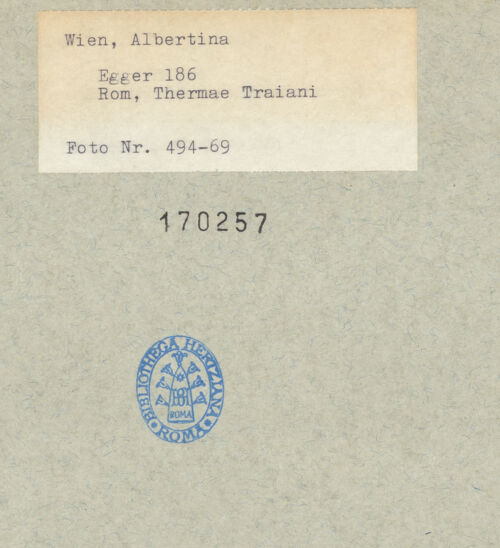 Wien, Albertina
Egger 186
Rom, Thermae Traiani
Foto Nr. 494-69
170257
BIBLIOTHECA HERTZIANA
ROMA
• ROMA •